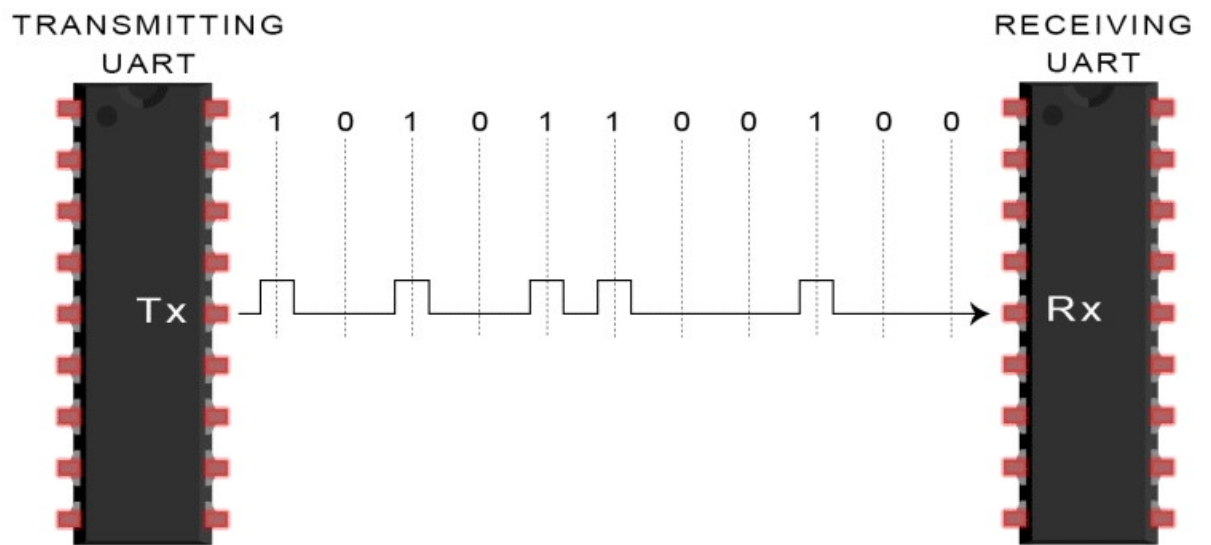 TRANSMITTING
UART
RECEIVING
UART
1 0 1 0 1 1 0 0 1 0 0
Tx
Rx